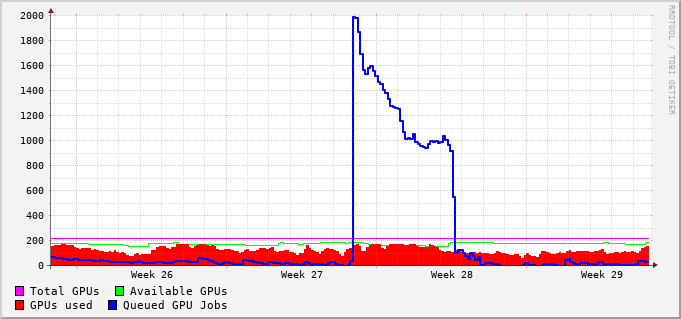 RRDTOOL / TOBI OETIKER
2000
1800
1600
1400
1200
1000
800
600
400
200
0
Week 26 Week 27 Week 28 Week 29
Total GPUs Available GPUs
GPUs used Queued GPU Jobs